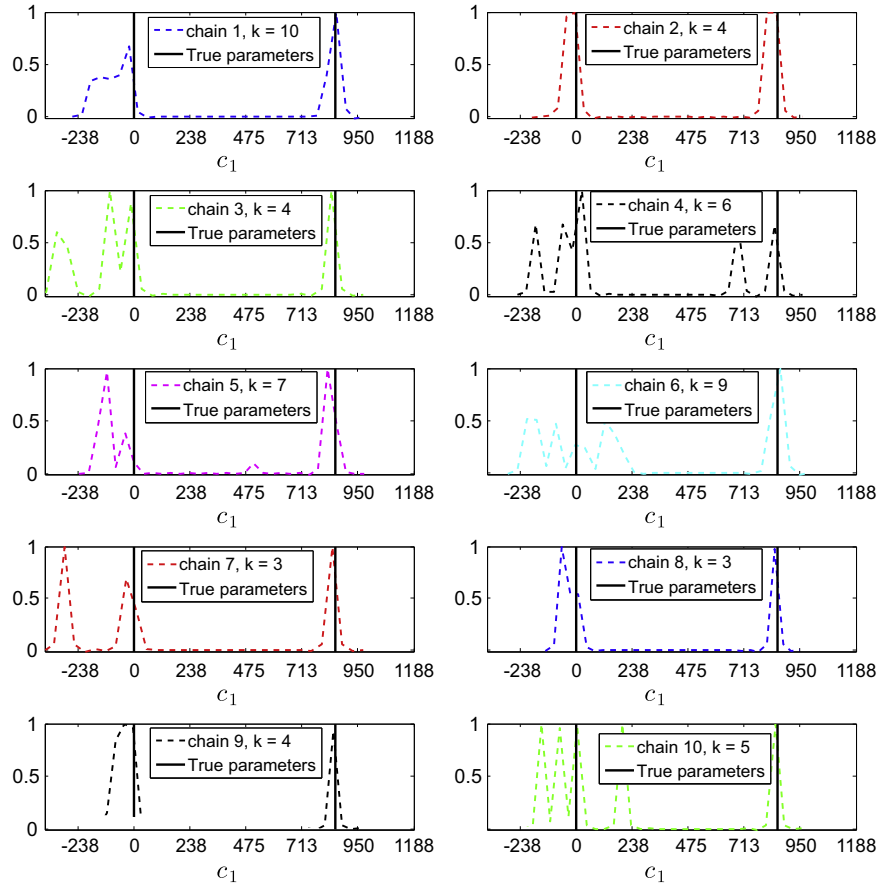 1
0.5
0
chain 1, k = 10
True parameters
-238 0 238 475 713 950 1188
c1
1
0.5
0
chain 2, k = 4
True parameters
-238 0 238 475 713 950 1188
c1
1
0.5
0
chain 3, k = 4
True parameters
-238 0 238 475 713 950 1188
c1
1
0.5
0
chain 4, k = 6
True parameters
-238 0 238 475 713 950 1188
c1
1
0.5
0
chain 5, k = 7
True parameters
-238 0 238 475 713 950 1188
c1
1
0.5
0
chain 6, k = 9
True parameters
-238 0 238 475 713 950 1188
c1
1
0.5
0
chain 7, k = 3
True parameters
-238 0 238 475 713 950 1188
c1
1
0.5
0
chain 8, k = 3
True parameters
-238 0 238 475 713 950 1188
c1
1
0.5
0
chain 9, k = 4
True parameters
-238 0 238 475 713 950 1188
c1
1
0.5
0
chain 10, k = 5
True parameters
-238 0 238 475 713 950 1188
c1